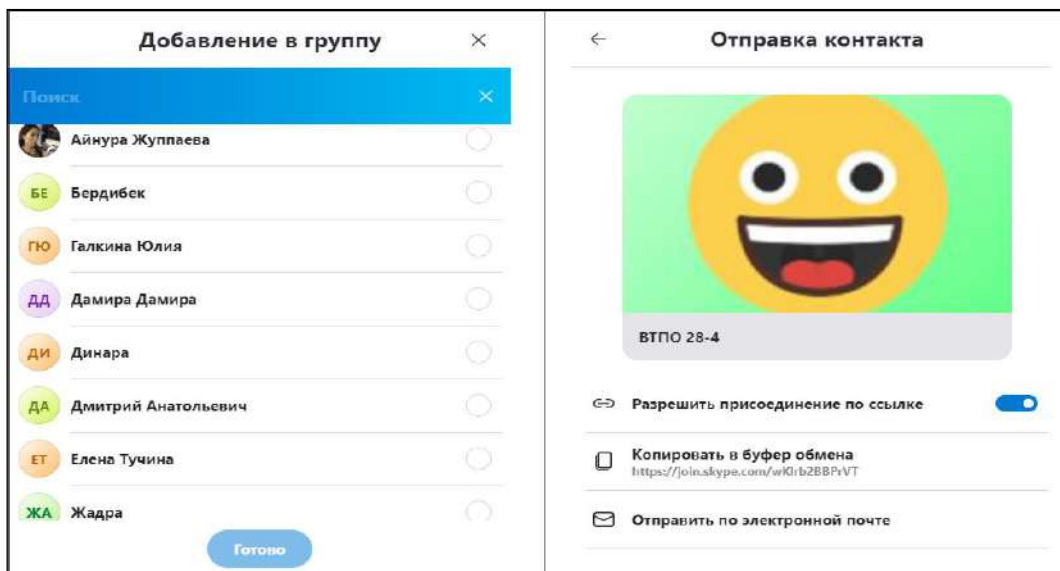 Добавление в группу
Поиск
Айнура Жуппаева
БЕ Бердибек
ГЮ Галкина Юлия
ДД Дамира Дамира
ДИ Динара
ДА Дмитрий Анатольевич
ЕТ Елена Тучина
ЖА Жадра
Готово
Отправка контакта
ВТПО 28-4
Разрешить присоединение по ссылке
Копировать в буфер обмена
https://join.skype.com/wKlrb2BBPrVT
Отправить по электронной почте